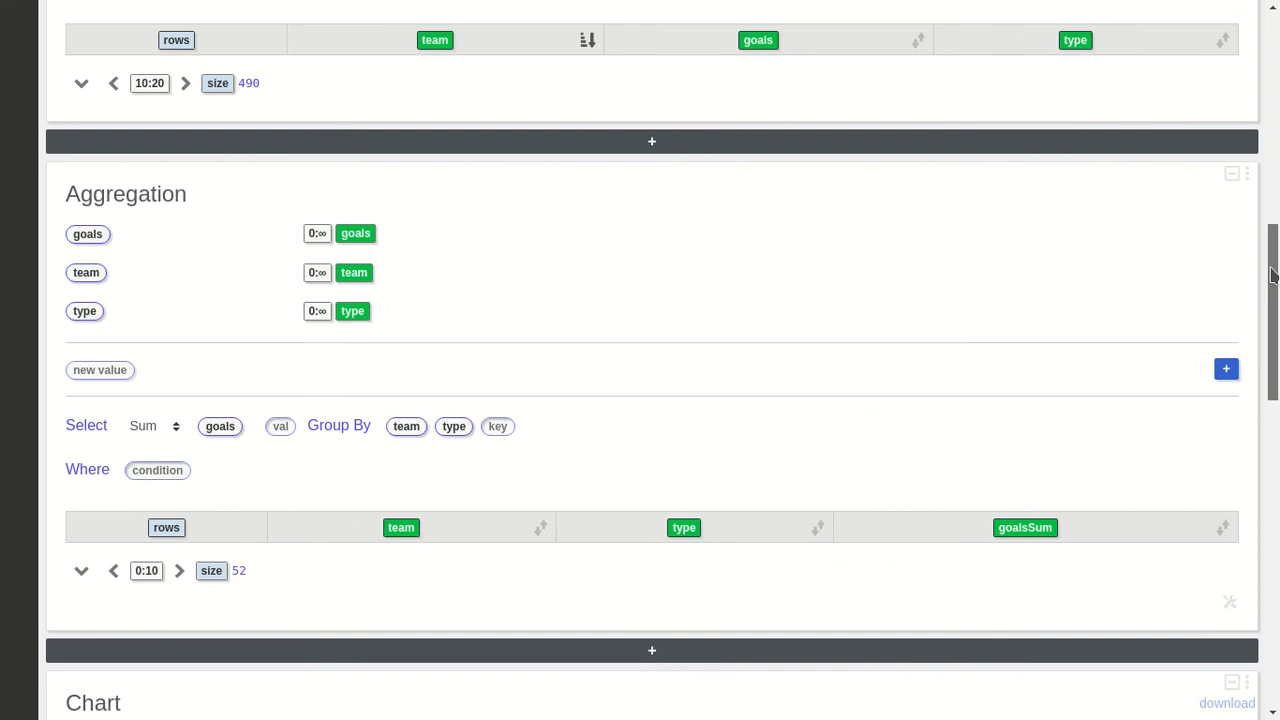 rows team goals type
10:20 size 490
+
Aggregation
goals 0:∞ goals
team 0:∞ team
type 0:∞ type
new value +
Select Sum goals val Group By team type key
Where condition
rows team type goalsSum
0:10 size 52
+
Chart
download